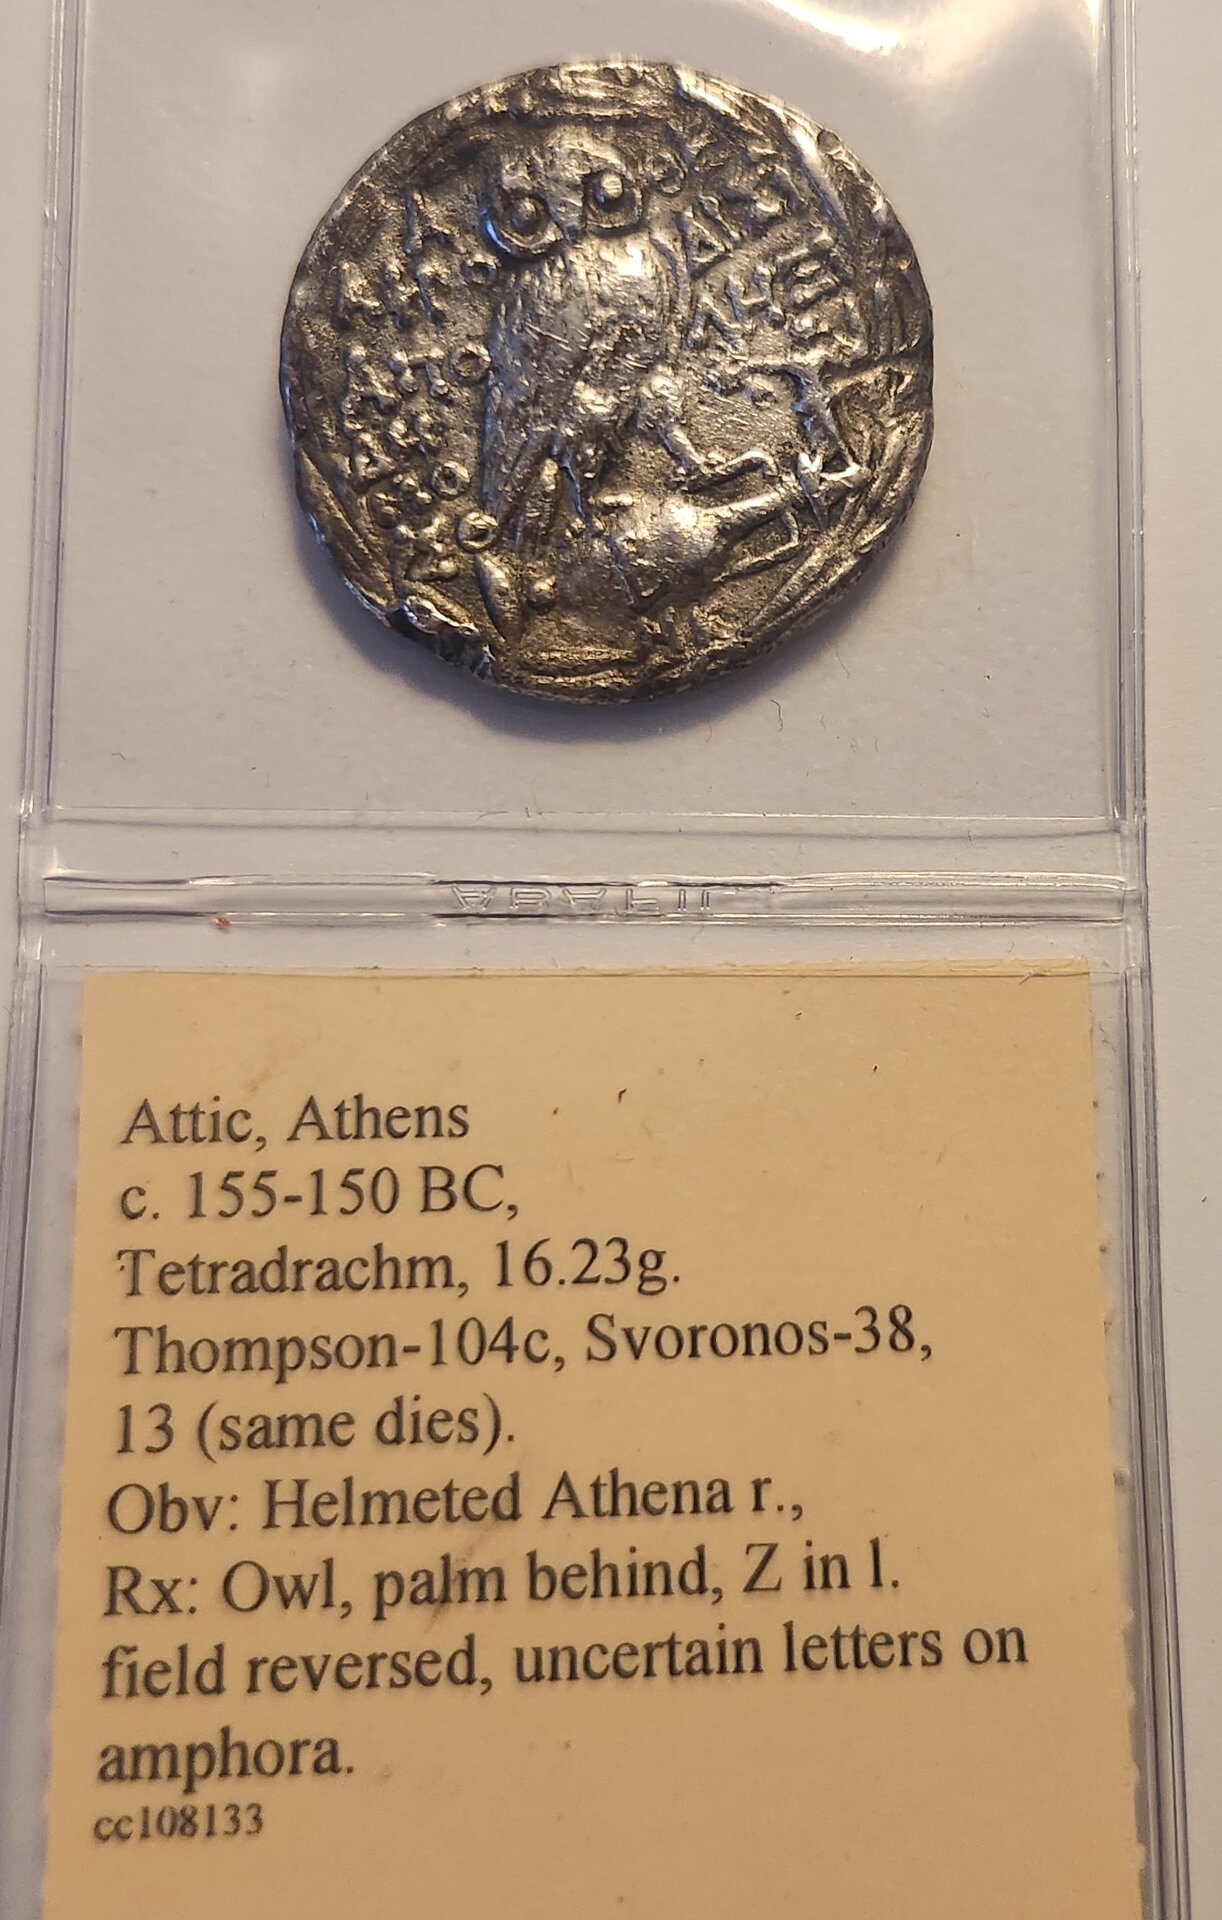 Attic, Athens
c. 155-150 BC,
Tetradrachm, 16.23g.
Thompson-104c, Svoronos-38,
13 (same dies).
Obv: Helmeted Athena r.,
Rx: Owl, palm behind, Z in l.
field reversed, uncertain letters on
amphora.
cc108133